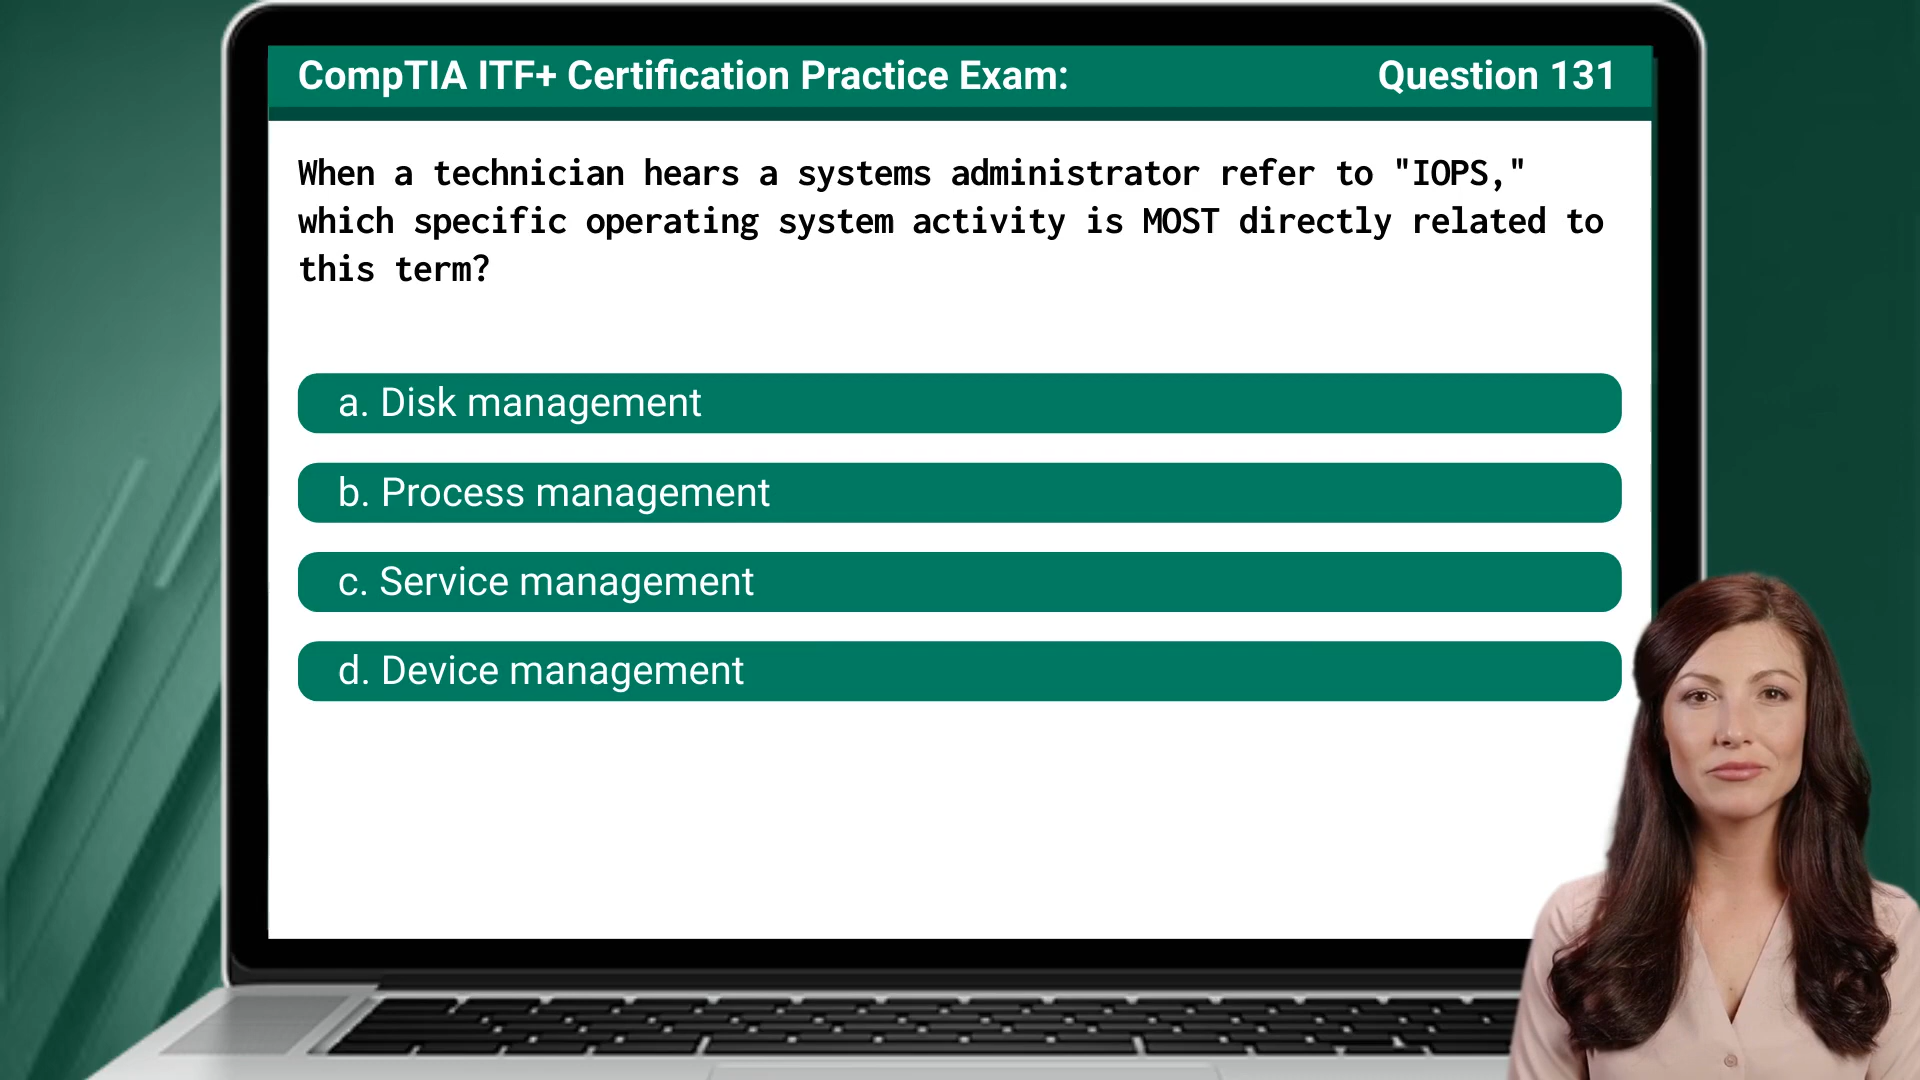 CompTIA ITF+ Certification Practice Exam:
Question 131
When a technician hears a systems administrator refer to "IOPS,"
which specific operating system activity is MOST directly related to
this term?
a. Disk management
b. Process management
c. Service management
d. Device management